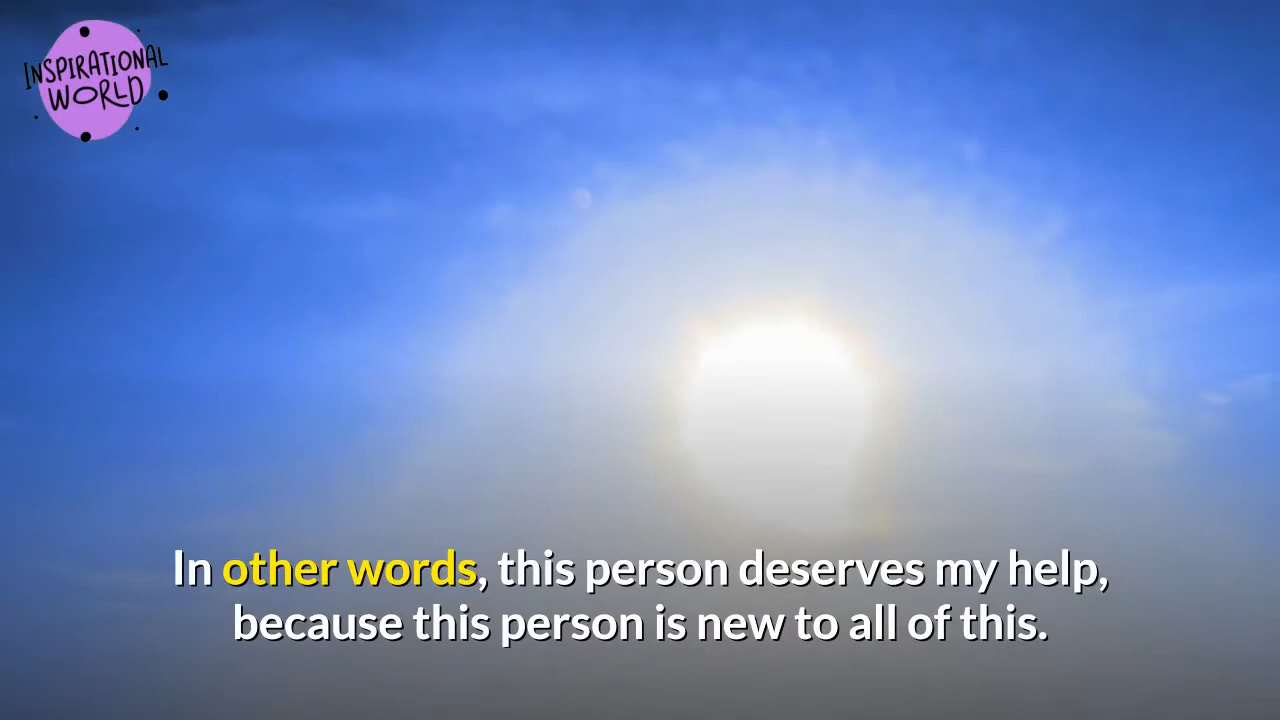 INSPIRATIONAL
WORLD
In other words, this person deserves my help,
because this person is new to all of this.